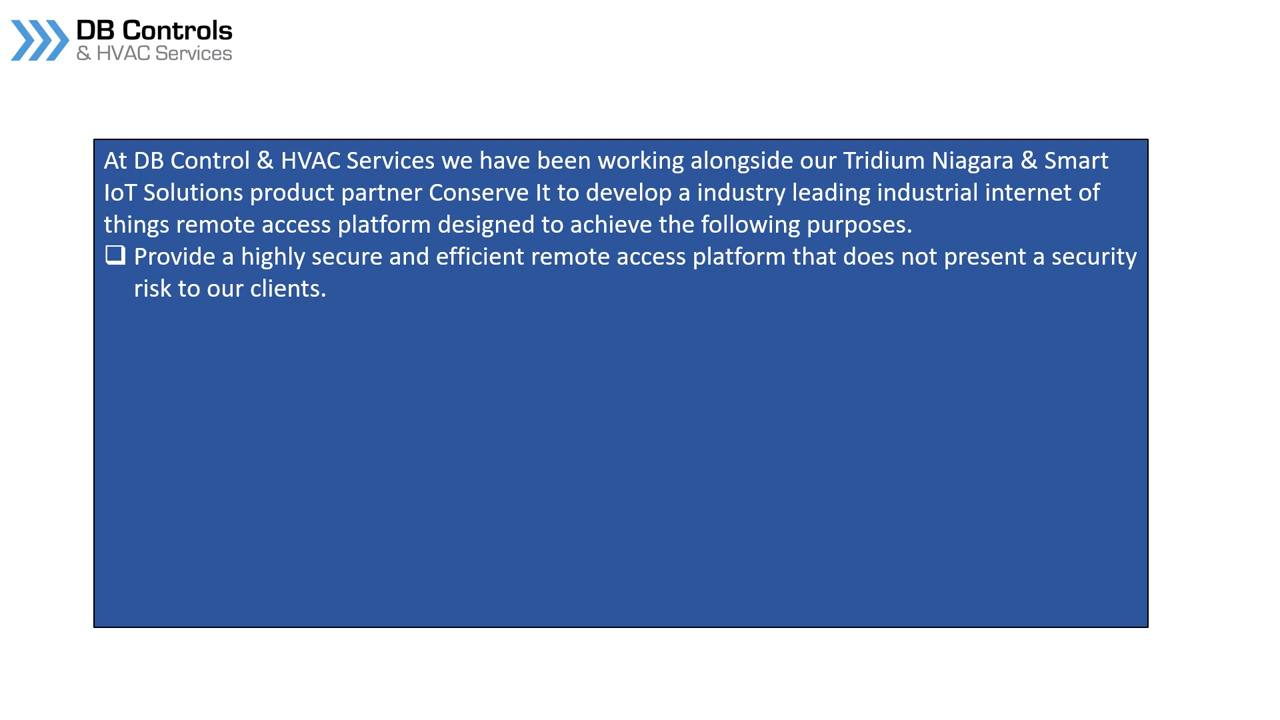 DB Controls
& HVAC Services
At DB Control & HVAC Services we have been working alongside our Tridium Niagara & Smart
IoT Solutions product partner Conserve It to develop a industry leading industrial internet of
things remote access platform designed to achieve the following purposes.
❑ Provide a highly secure and efficient remote access platform that does not present a security
risk to our clients.